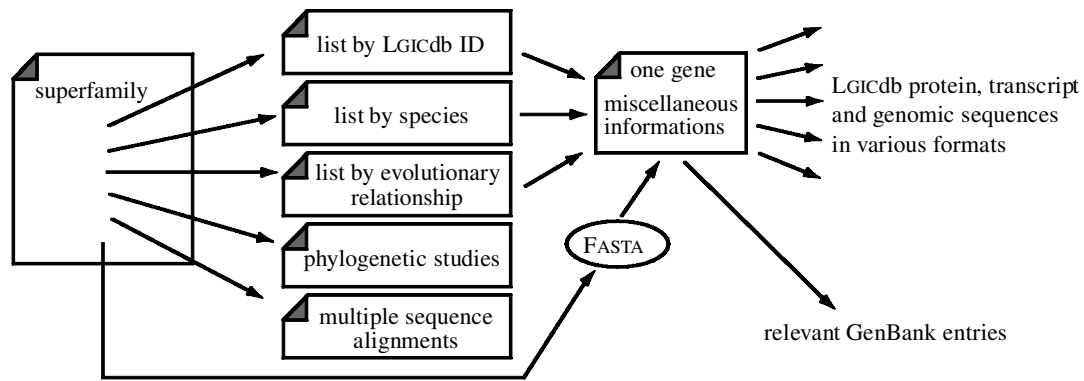 superfamily
list by LGICdb ID
list by species
list by evolutionary
relationship
phylogenetic studies
multiple sequence
alignments
one gene
miscellaneous
informations
FASTA
LGICdb protein, transcript
and genomic sequences
in various formats
relevant GenBank entries